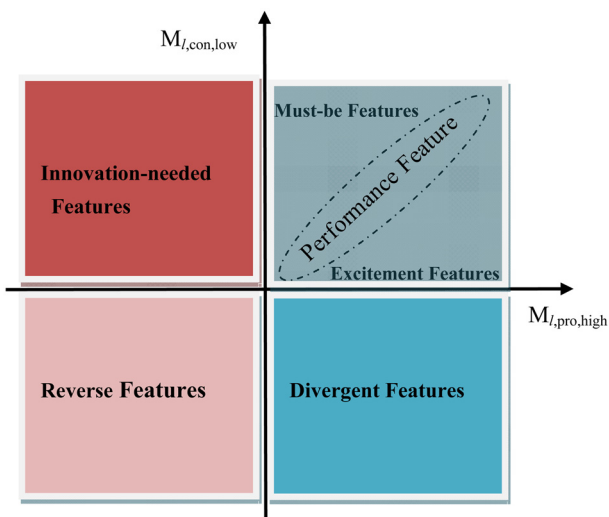 M_l,con,low
Must-be Features
Performance Feature
Innovation-needed
Features
Excitement Features
M_l,pro,high
Reverse Features
Divergent Features